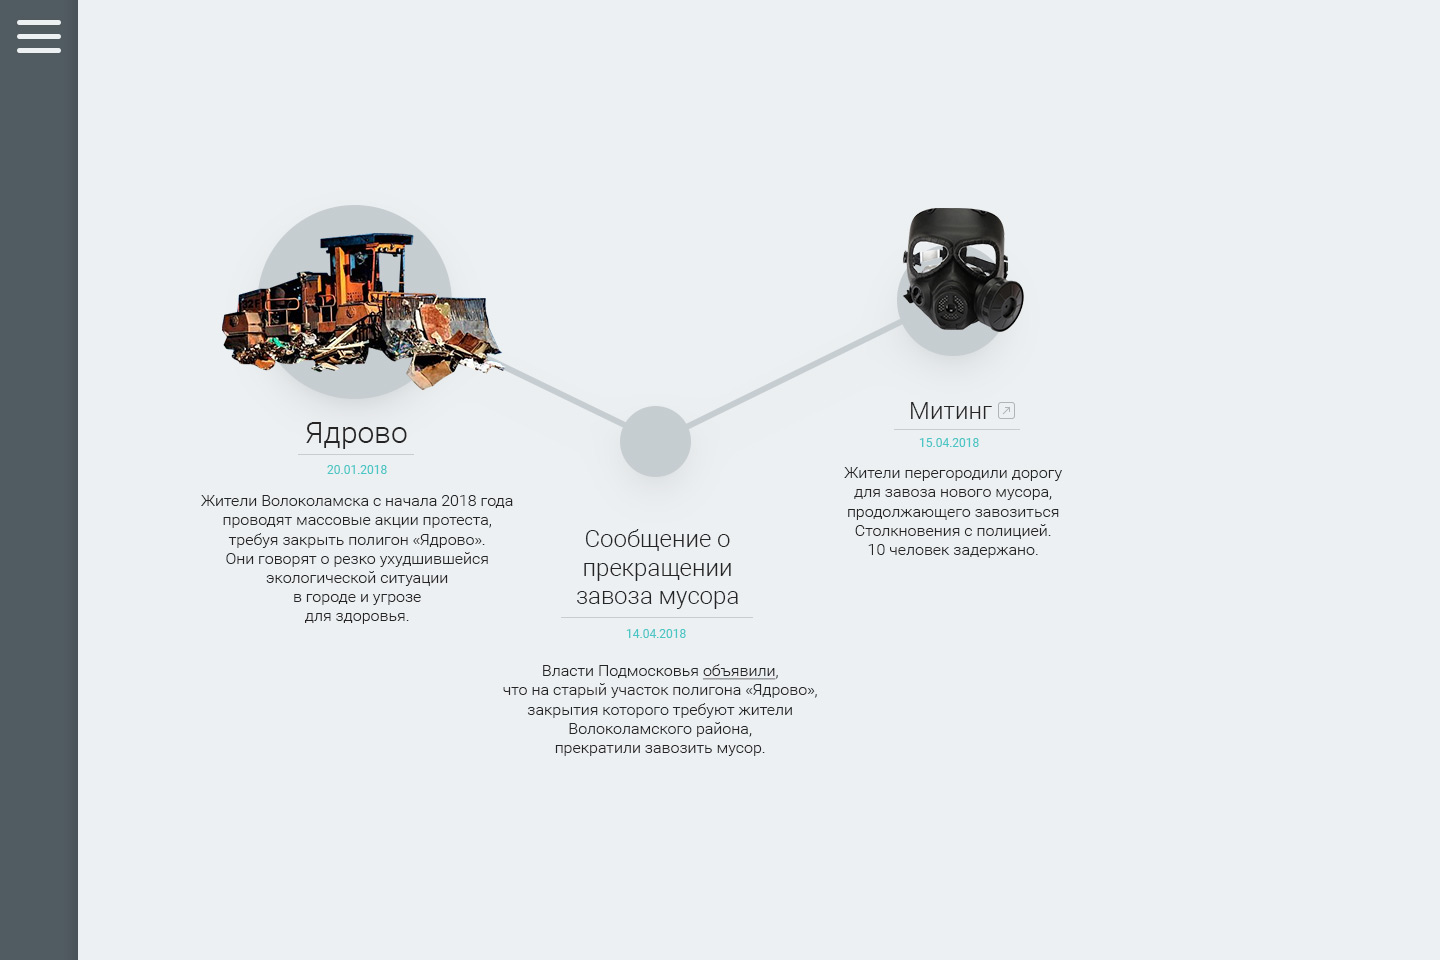 Ядрово
20.01.2018
Жители Волоколамска с начала 2018 года
проводят массовые акции протеста,
требуя закрыть полигон «Ядрово».
Они говорят о резко ухудшившейся
экологической ситуации
в городе и угрозе
для здоровья.
Сообщение о
прекращении
завоза мусора
14.04.2018
Власти Подмосковья объявили,
что на старый участок полигона «Ядрово»,
закрытия которого требуют жители
Волоколамского района,
прекратили завозить мусор.
Митинг
15.04.2018
Жители перегородили дорогу
для завоза нового мусора,
продолжающего завозиться
Столкновения с полицией.
10 человек задержано.